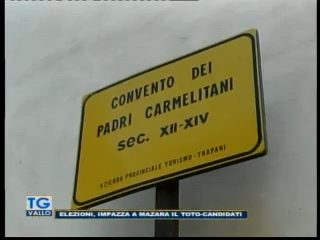 CONVENTO DEI
PADRI CARMELITANI
sec. XII-XIV
AZIENDA PROVINCIALE TURISMO - TRAPANI
TG
VALLO
ELEZIONI, IMPAZZA A MAZARA IL TOTO-CANDIDATI